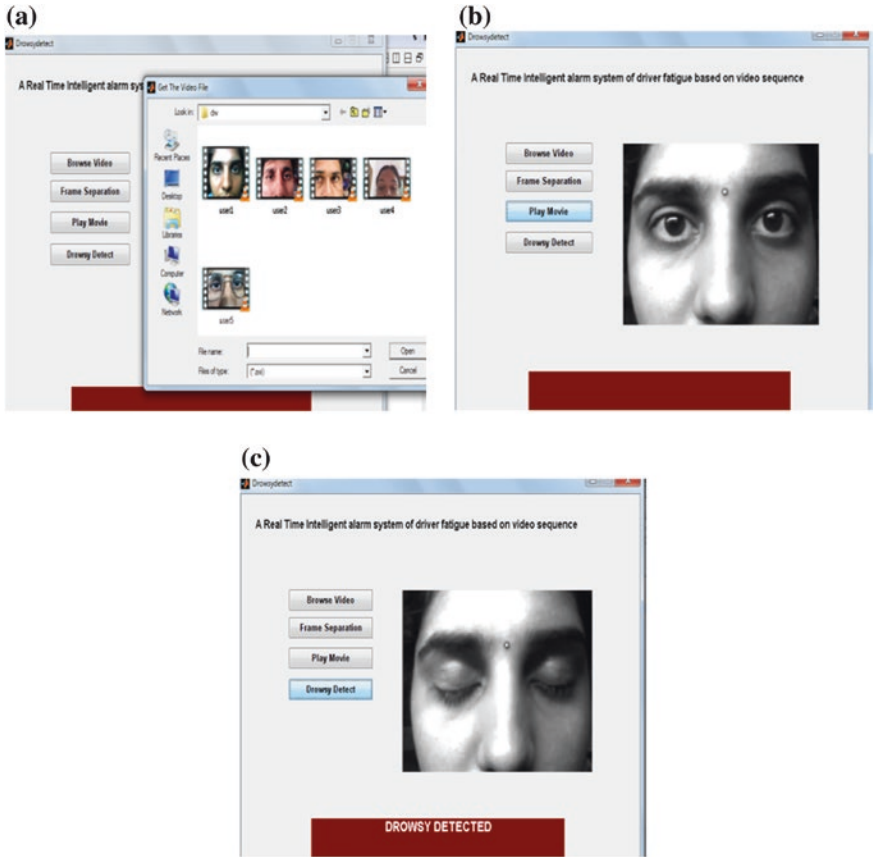 (a)
Drowsydetect
A Real Time Intelligent alarm sys
Get The Video File
Look in:
dw
Recent Places
Desktop
Libraries
Computer
Network
user1
user2
user3
user4
user5
File name:
Open
Files of type:
(*.avi)
Cancel
Browse Video
Frame Separation
Play Movie
Drowsy Detect
(b)
Drowsydetect
A Real Time Intelligent alarm system of driver fatigue based on video sequence
Browse Video
Frame Separation
Play Movie
Drowsy Detect
(c)
Drowsydetect
A Real Time Intelligent alarm system of driver fatigue based on video sequence
Browse Video
Frame Separation
Play Movie
Drowsy Detect
DROWSY DETECTED